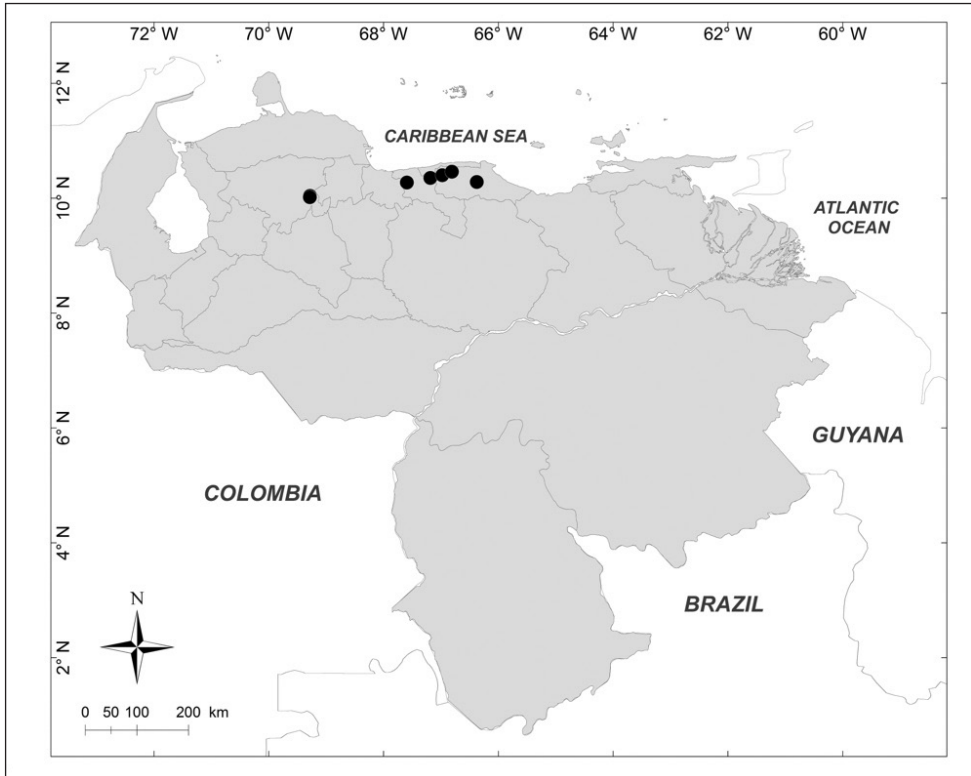 72° W 70° W 68° W 66° W 64° W 62° W 60° W
12° N
CARIBBEAN SEA
10° N
ATLANTIC
OCEAN
8° N
6° N
GUYANA
COLOMBIA
4° N
BRAZIL
N
2° N
0 50 100 200 km